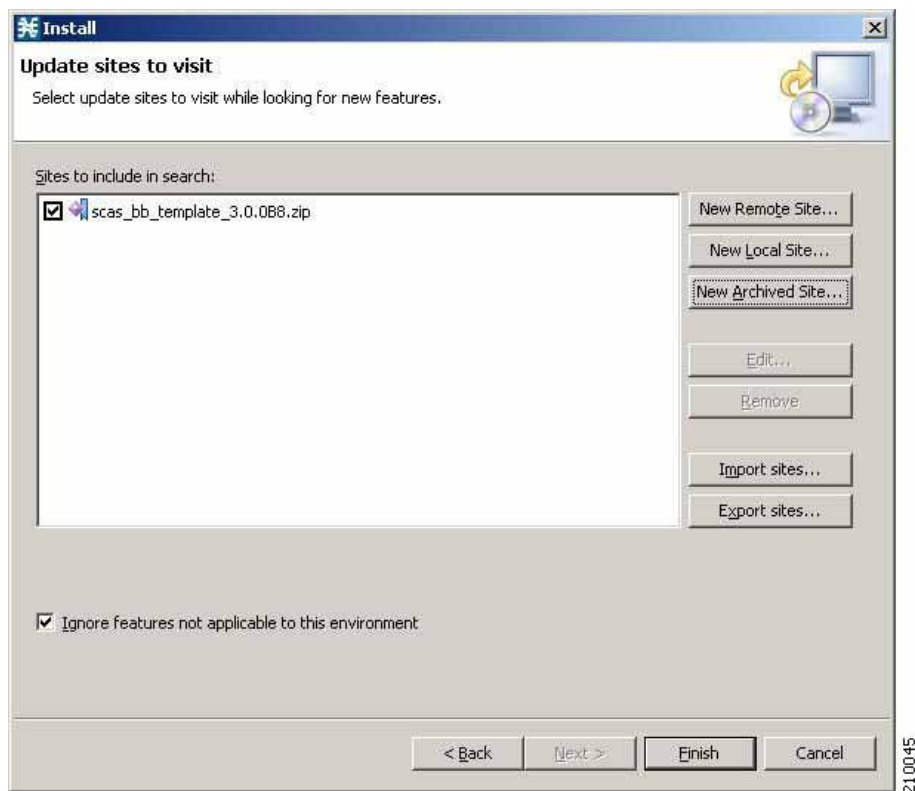 Install
Update sites to visit
Select update sites to visit while looking for new features.
Sites to include in search:
scas_bb_template_3.0.0B8.zip
New Remote Site...
New Local Site...
New Archived Site...
Edit...
Remove
Import sites...
Export sites...
Ignore features not applicable to this environment
< Back
Next >
Finish
Cancel
210045